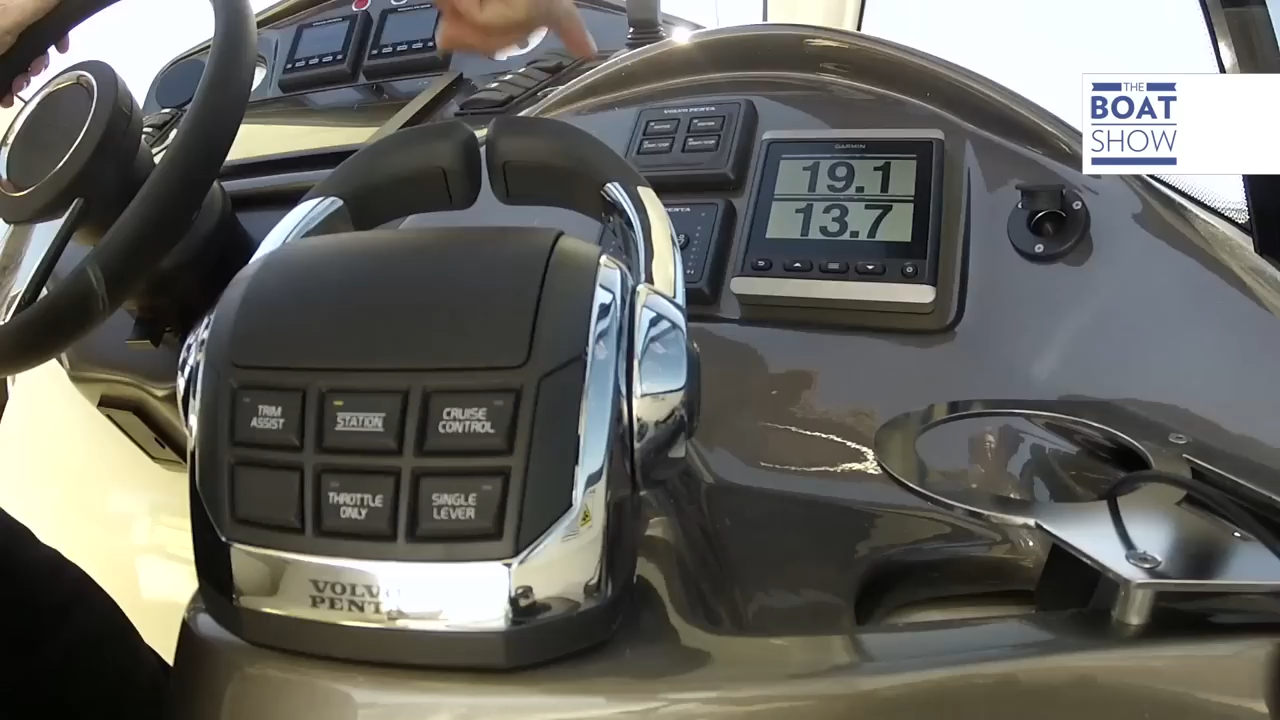 THE
BOAT
SHOW
VOLVO PENTA
GARMIN
19.1
13.7
TRIM
ASSIST
STATION
CRUISE
CONTROL
THROTTLE
ONLY
SINGLE
LEVER
VOLVO
PENTA